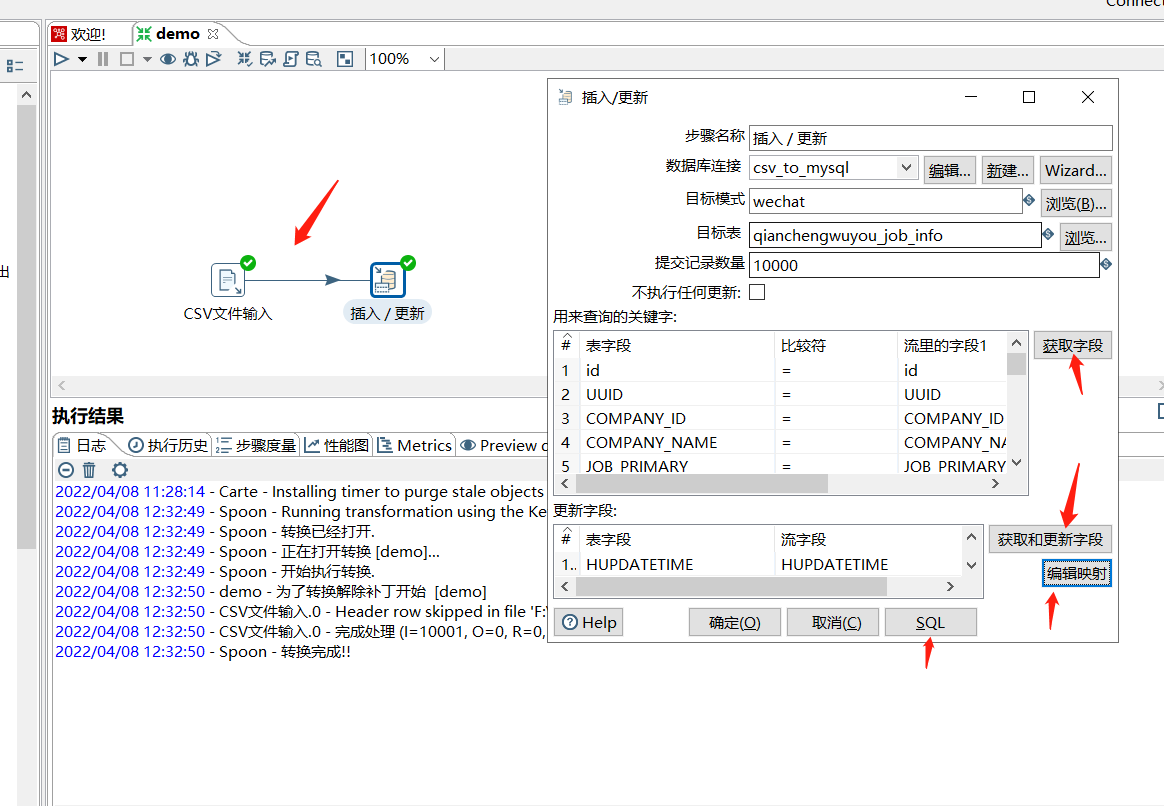 Connect
欢迎!
demo
100%
出
CSV文件输入
插入 / 更新
插入/更新
步骤名称 插入 / 更新
数据库连接 csv_to_mysql 编辑... 新建... Wizard...
目标模式 wechat 浏览(B)...
目标表 qianchengwuyou_job_info 浏览...
提交记录数量 10000
不执行任何更新:
用来查询的关键字:
# 表字段 比较符 流里的字段1 获取字段
1 id = id
2 UUID = UUID
3 COMPANY_ID = COMPANY_ID
4 COMPANY_NAME = COMPANY_NA
5 JOB_PRIMARY = JOB_PRIMARY
更新字段:
# 表字段 流字段 获取和更新字段
1.. HUPDATETIME HUPDATETIME 编辑映射
Help 确定(O) 取消(C) SQL
执行结果
日志 执行历史 步骤度量 性能图 Metrics Preview d
2022/04/08 11:28:14 - Carte - Installing timer to purge stale objects
2022/04/08 12:32:49 - Spoon - Running transformation using the Ke
2022/04/08 12:32:49 - Spoon - 转换已经打开.
2022/04/08 12:32:49 - Spoon - 正在打开转换 [demo]...
2022/04/08 12:32:49 - Spoon - 开始执行转换.
2022/04/08 12:32:50 - demo - 为了转换解除补丁开始 [demo]
2022/04/08 12:32:50 - CSV文件输入.0 - Header row skipped in file 'F:
2022/04/08 12:32:50 - CSV文件输入.0 - 完成处理 (I=10001, O=0, R=0,
2022/04/08 12:32:50 - Spoon - 转换完成!!